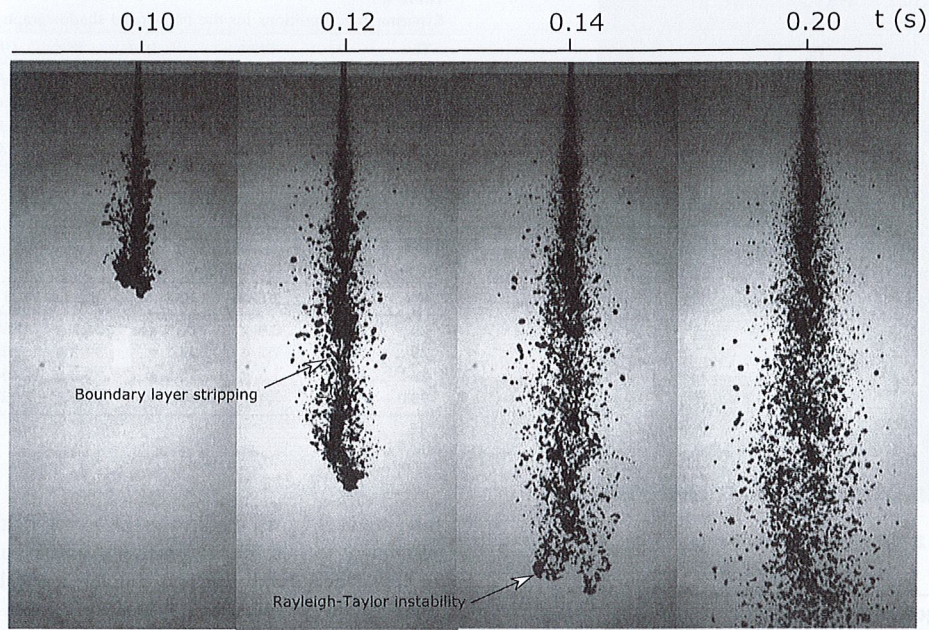 0.10 0.12 0.14 0.20 t (s)
Boundary layer stripping
Rayleigh-Taylor instability